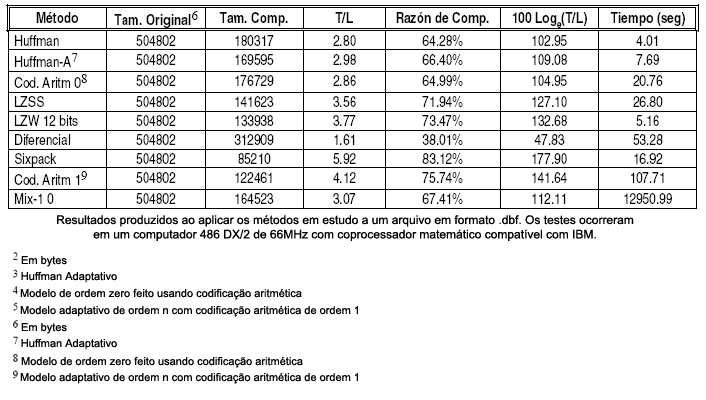 Método Tam. Original6 Tam. Comp. T/L Razón de Comp. 100 Loge(T/L) Tiempo (seg)
Huffman 504802 180317 2.80 64.28% 102.95 4.01
Huffman-A7 504802 169595 2.98 66.40% 109.08 7.69
Cod. Aritm 08 504802 176729 2.86 64.99% 104.95 20.76
LZSS 504802 141623 3.56 71.94% 127.10 26.80
LZW 12 bits 504802 133938 3.77 73.47% 132.68 5.16
Diferencial 504802 312909 1.61 38.01% 47.83 53.28
Sixpack 504802 85210 5.92 83.12% 177.90 16.92
Cod. Aritm 19 504802 122461 4.12 75.74% 141.64 107.71
Mix-1 0 504802 164523 3.07 67.41% 112.11 12950.99
Resultados produzidos ao aplicar os métodos em estudo a um arquivo em formato .dbf. Os testes ocorreram
em um computador 486 DX/2 de 66MHz com coprocessador matemático compatível com IBM.
2 Em bytes
3 Huffman Adaptativo
4 Modelo de ordem zero feito usando codificação aritmética
5 Modelo adaptativo de ordem n com codificação aritmética de ordem 1
6 Em bytes
7 Huffman Adaptativo
8 Modelo de ordem zero feito usando codificação aritmética
9 Modelo adaptativo de ordem n com codificação aritmética de ordem 1